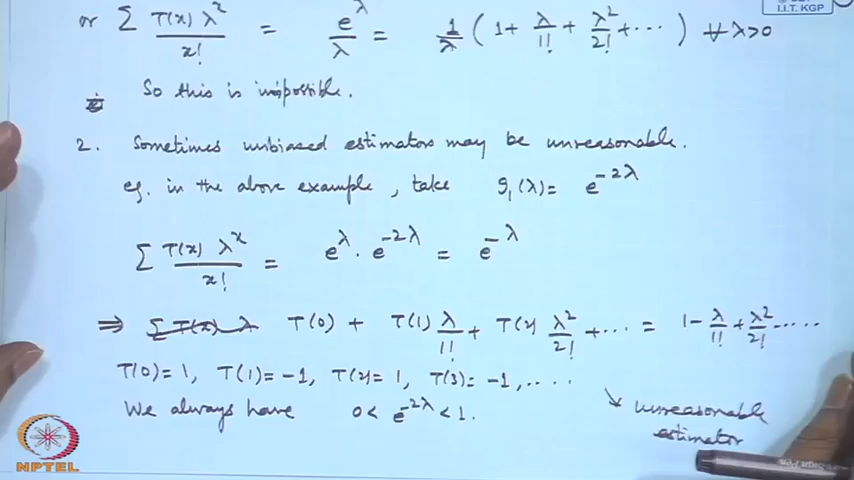 I.I.T. KGP
or ∑ T(x) λ^x / x! = e^λ / λ = 1/λ ( 1 + λ/1! + λ²/2! + ··· ) ∀ λ>0
So this is impossible.
2. Sometimes unbiased estimators may be unreasonable.
eg. in the above example, take g₁(λ) = e^{-2λ}
∑ T(x) λ^x / x! = e^λ · e^{-2λ} = e^{-λ}
⇒ T(0) + T(1) λ/1! + T(2) λ²/2! + ··· = 1 - λ/1! + λ²/2! - ····
T(0)=1, T(1)=-1, T(2)=1, T(3)=-1, ····
We always have 0 < e^{-2λ} < 1.
↘ unreasonable
estimator
NPTEL